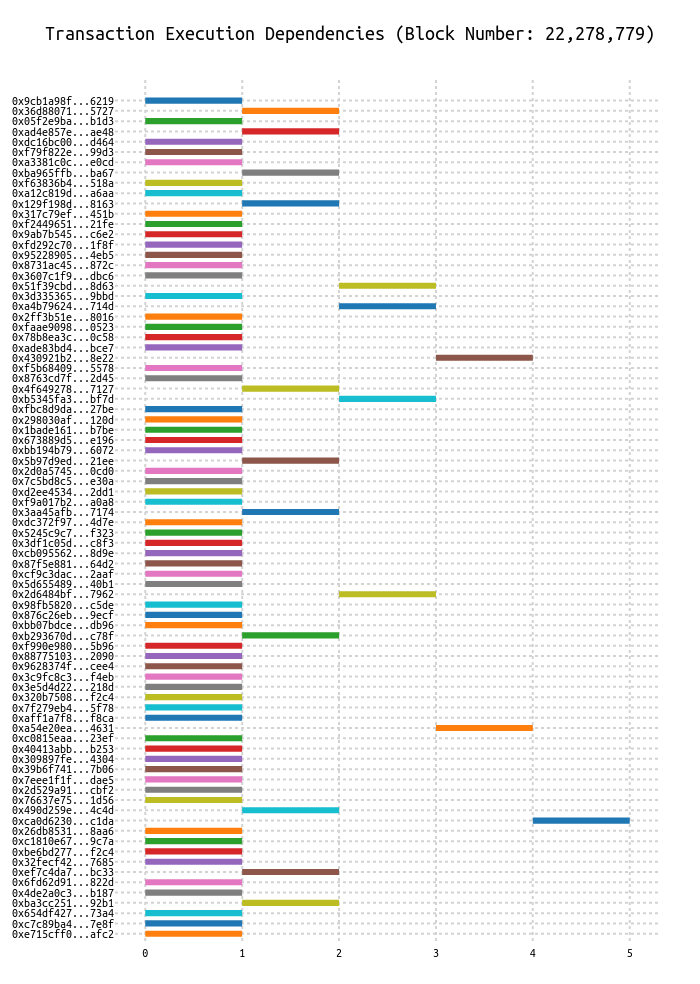 Transaction Execution Dependencies (Block Number: 22,278,779)
0x9cb1a98f...6219
0x36d88071...5727
0x05f2e9ba...b1d3
0xad4e857e...ae48
0xdc16bc00...d464
0xf79f822e...99d3
0xa3381c0c...e0cd
0xba965ffb...ba67
0xf63836b4...518a
0xa12c819d...a6aa
0x129f198d...8163
0x317c79ef...451b
0xf2449651...21fe
0x9ab7b545...c6e2
0xfd292c70...1f8f
0x95228905...4eb5
0x8731ac45...872c
0x3607c1f9...dbc6
0x51f39cbd...8d63
0x3d335365...9bbd
0xa4b79624...714d
0x2ff3b51e...8016
0xfaae9098...0523
0x78b8ea3c...0c58
0xade83bd4...bce7
0x430921b2...8e22
0xf5b68409...5578
0x8763cd7f...2d45
0x4f649278...7127
0xb5345fa3...bf7d
0xfbc8d9da...27be
0x298030af...120d
0x1bade161...b7be
0x673889d5...e196
0xbb194b79...6072
0x5b97d9ed...21ee
0x2d0a5745...0cd0
0x7c5bd8c5...e30a
0xd2ee4534...2dd1
0xf9a017b2...a0a8
0x3aa45afb...7174
0xdc372f97...4d7e
0x5245c9c7...f323
0x3df1c05d...c8f3
0xcb095562...8d9e
0x87f5e881...64d2
0xcf9c3dac...2aaf
0x5d655489...40b1
0x2d6484bf...7962
0x98fb5820...c5de
0x876c26eb...9ecf
0xbb07bdce...db96
0xb293670d...c78f
0xf990e980...5b96
0x88775103...2090
0x9628374f...cee4
0x3c9fc8c3...f4eb
0x3e5d4d22...218d
0x320b7508...f2c4
0x7f279eb4...5f78
0xaff1a7f8...f8ca
0xa54e20ea...4631
0xc0815eaa...23ef
0x40413abb...b253
0x309897fe...4304
0x39b6f741...7b06
0x7eee1f1f...dae5
0x2d529a91...cbf2
0x76637e75...1d56
0x490d259e...4c4d
0xca0d6230...c1da
0x26db8531...8aa6
0xc1810e67...9c7a
0xbe6bd277...f2c4
0x32fecf42...7685
0xef7c4da7...bc33
0x6fd62d91...822d
0x4de2a0c3...b187
0xba3cc251...92b1
0x654df427...73a4
0xc7c89ba4...7e8f
0xe715cff0...afc2
0 1 2 3 4 5